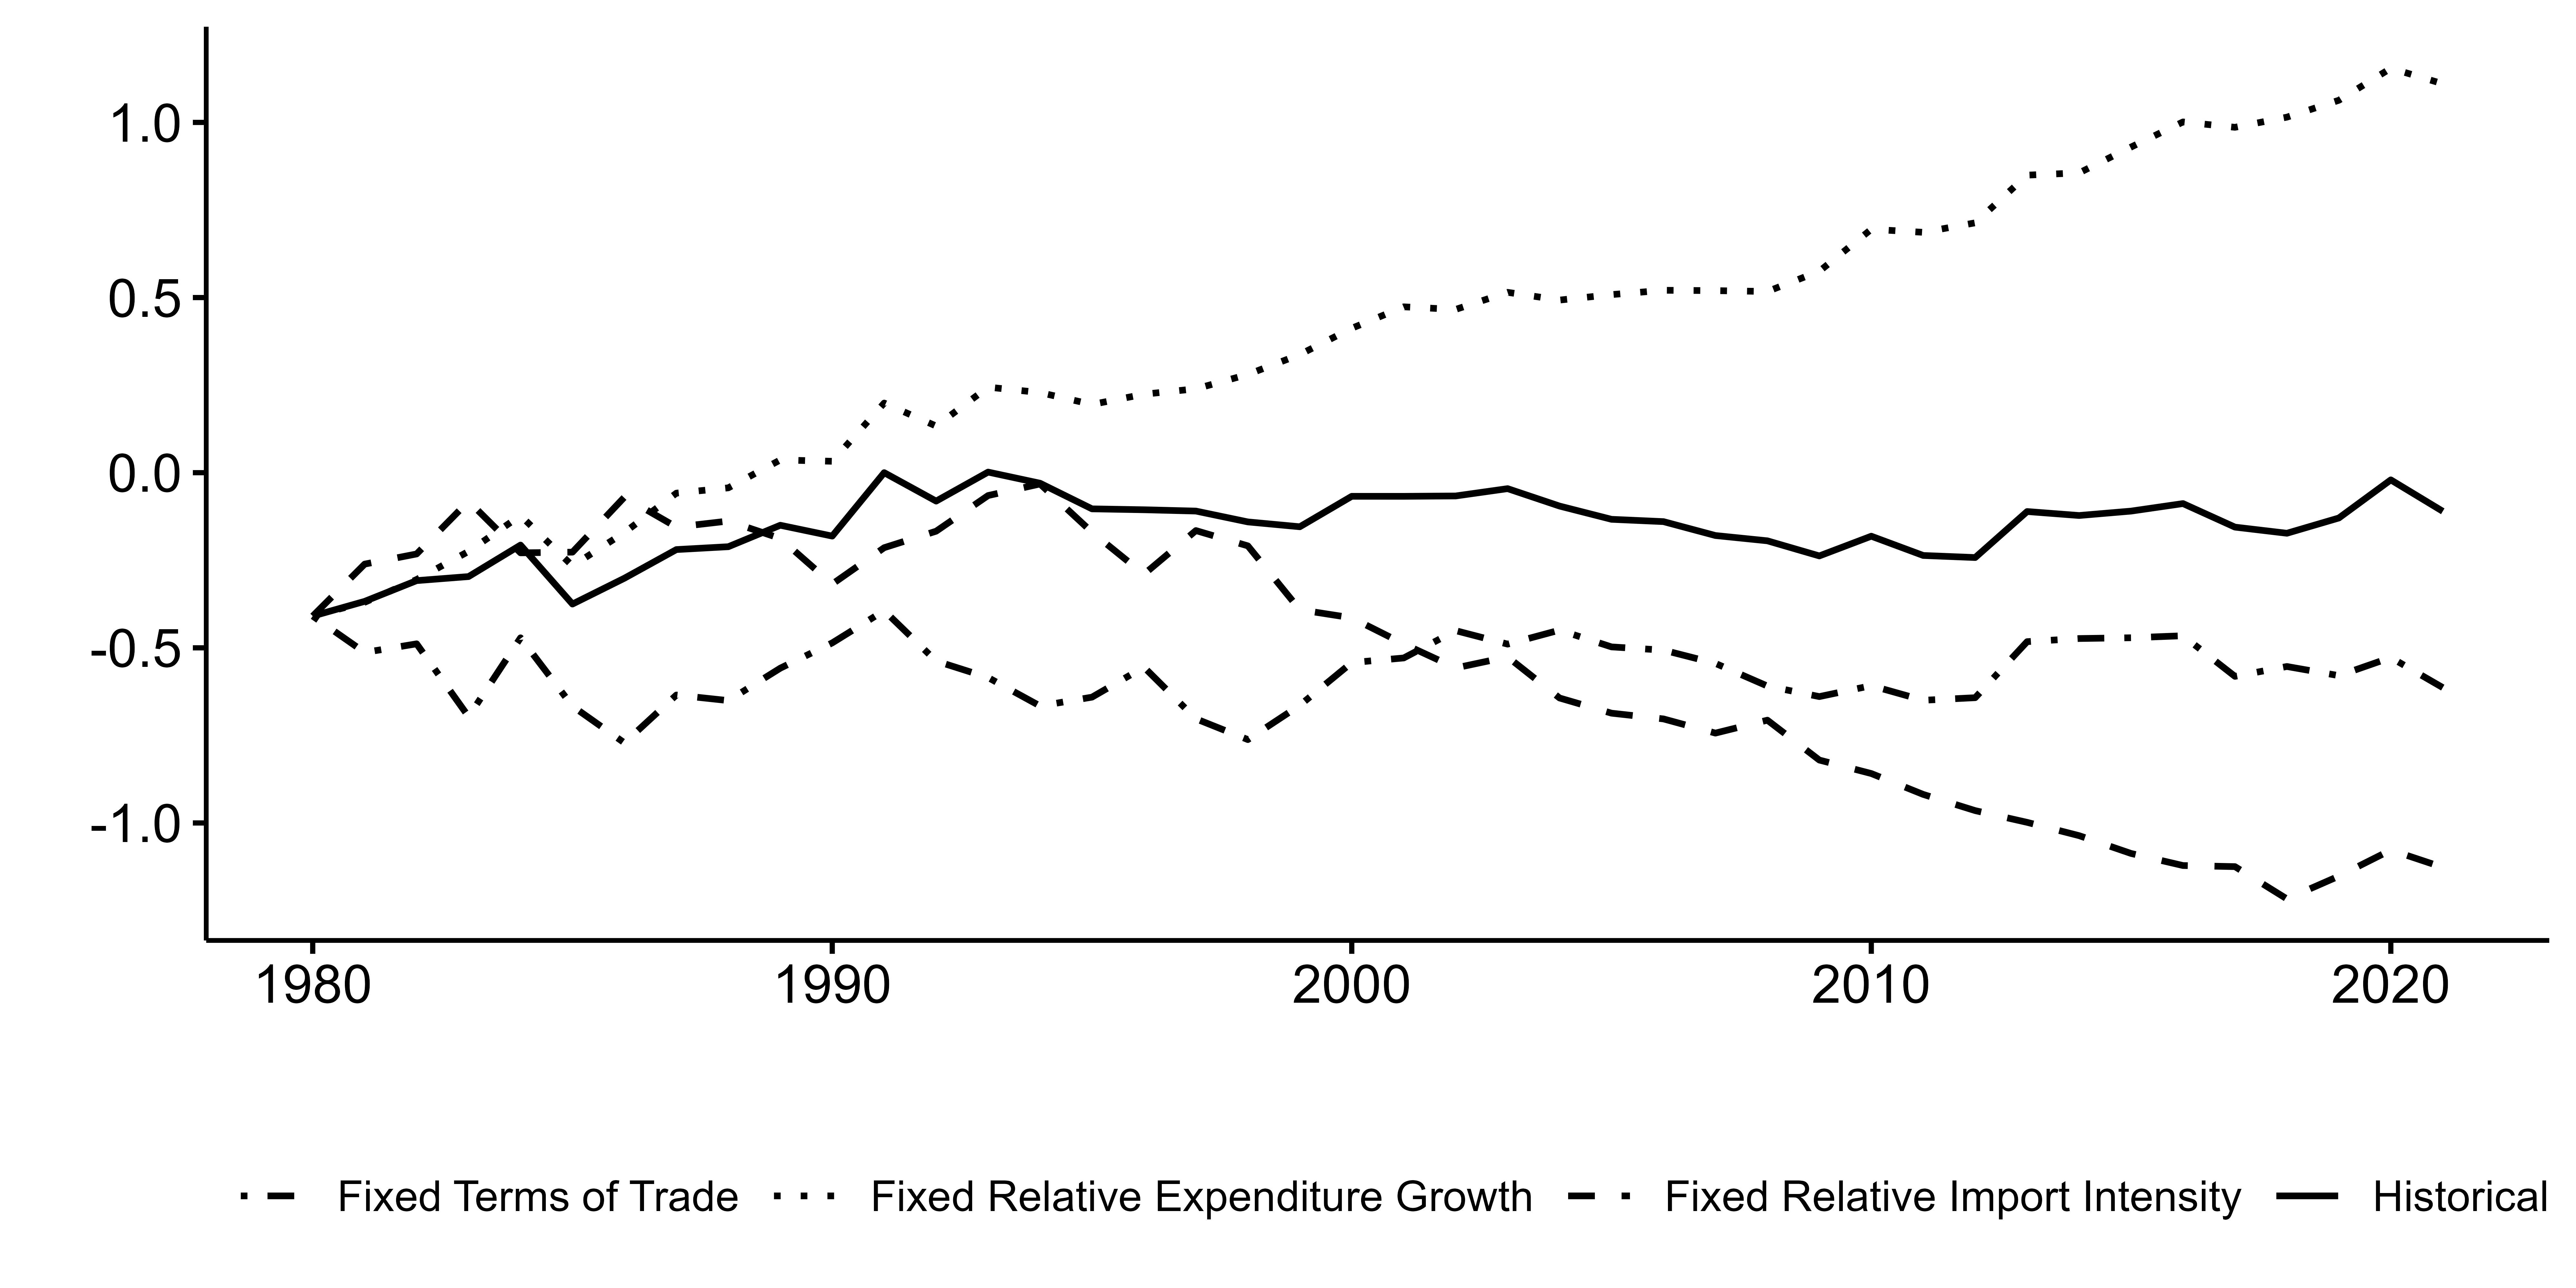 1.0
0.5
0.0
-0.5
-1.0
1980 1990 2000 2010 2020
Fixed Terms of Trade Fixed Relative Expenditure Growth Fixed Relative Import Intensity Historical